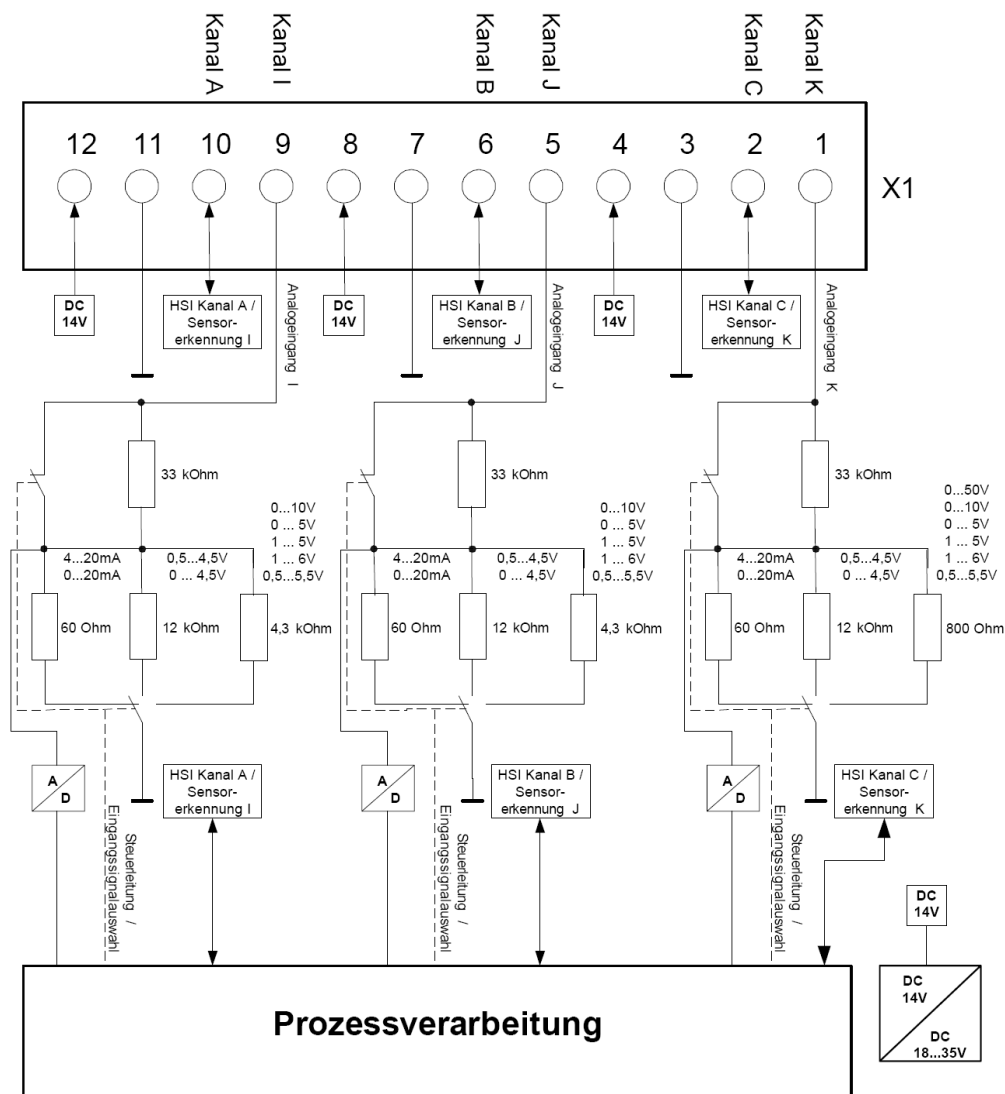 Kanal A
Kanal I
Kanal B
Kanal J
Kanal C
Kanal K
12
11
10
9
8
7
6
5
4
3
2
1
X1
DC
14V
HSI Kanal A /
Sensor-
erkennung I
Analogeingang I
DC
14V
HSI Kanal B /
Sensor-
erkennung J
Analogeingang J
DC
14V
HSI Kanal C /
Sensor-
erkennung K
Analogeingang K
33 kOhm
0...10V
0 ... 5V
1 ... 5V
1 ... 6V
0,5...5,5V
4...20mA
0...20mA
0,5...4,5V
0 ... 4,5V
60 Ohm
12 kOhm
4,3 kOhm
33 kOhm
0...10V
0 ... 5V
1 ... 5V
1 ... 6V
0,5...5,5V
4...20mA
0...20mA
0,5...4,5V
0 ... 4,5V
60 Ohm
12 kOhm
4,3 kOhm
33 kOhm
0...50V
0...10V
0 ... 5V
1 ... 5V
1 ... 6V
0,5...5,5V
4...20mA
0...20mA
0,5...4,5V
0 ... 4,5V
60 Ohm
12 kOhm
800 Ohm
A
D
Steuerleitung /
Eingangssignalauswahl
HSI Kanal A /
Sensor-
erkennung I
A
D
Steuerleitung /
Eingangssignalauswahl
HSI Kanal B /
Sensor-
erkennung J
A
D
Steuerleitung /
Eingangssignalauswahl
HSI Kanal C /
Sensor-
erkennung K
DC
14V
DC
14V
DC
18...35V
Prozessverarbeitung